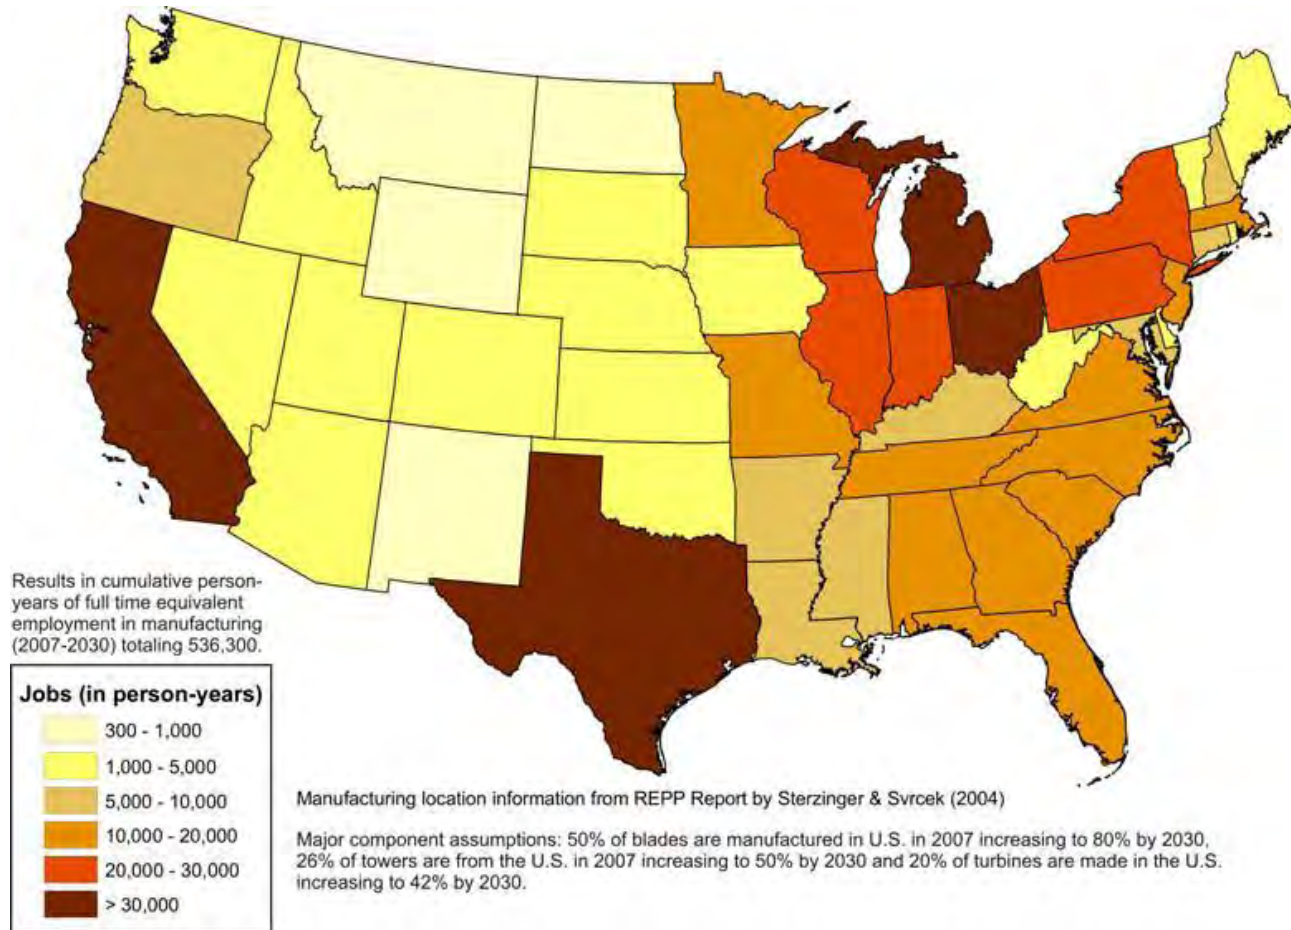 Results in cumulative person-
years of full time equivalent
employment in manufacturing
(2007-2030) totaling 536,300.
Jobs (in person-years)
300 - 1,000
1,000 - 5,000
5,000 - 10,000
10,000 - 20,000
20,000 - 30,000
> 30,000
Manufacturing location information from REPP Report by Sterzinger & Svrcek (2004)
Major component assumptions: 50% of blades are manufactured in U.S. in 2007 increasing to 80% by 2030,
26% of towers are from the U.S. in 2007 increasing to 50% by 2030 and 20% of turbines are made in the U.S.
increasing to 42% by 2030.